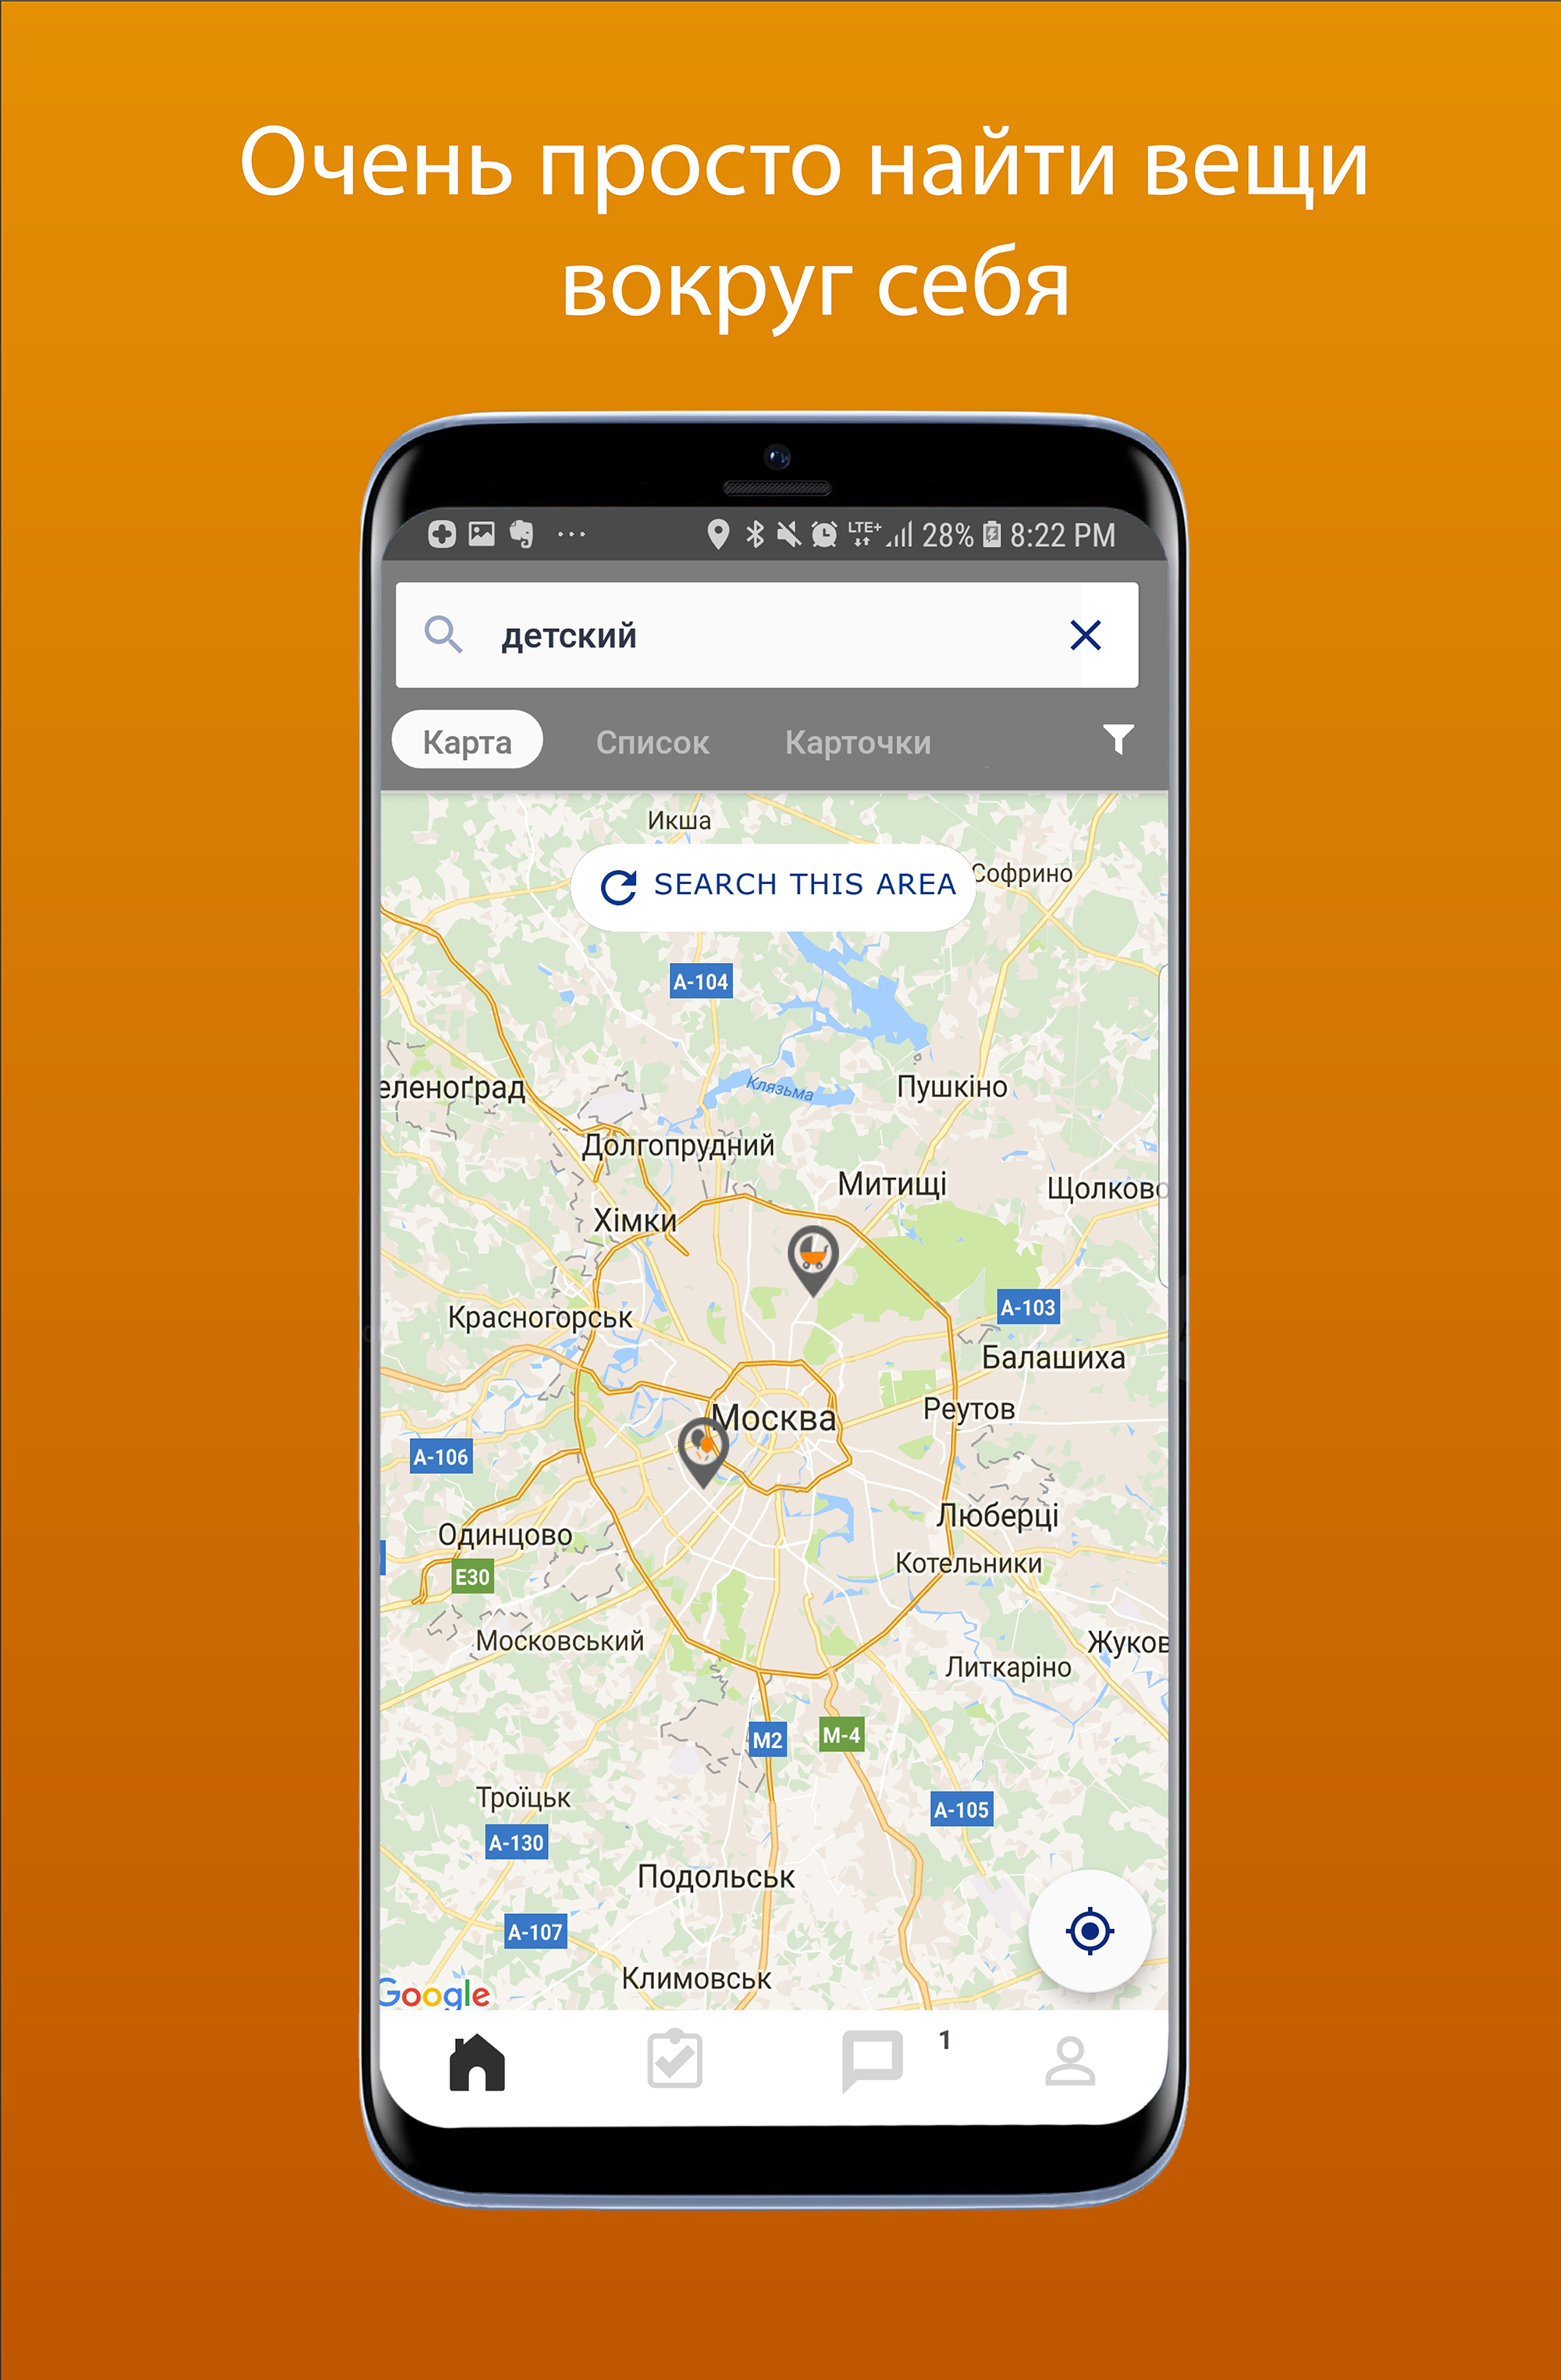 Очень просто найти вещи
вокруг себя
LTE+ 28% 8:22 PM
детский
Карта Список Карточки
Икша
SEARCH THIS AREA
Софрино
А-104
Клязьма
Пушкіно
еленоґрад
Долгопрудний
Митищі
Щолково
Хімки
А-103
Красногорськ
Балашиха
Реутов
Москва
А-106
Люберці
Одинцово
Котельники
E30
Московський
Жуков
Литкаріно
М2
М-4
Троїцьк
А-105
А-130
Подольськ
А-107
Климовськ
Google
1